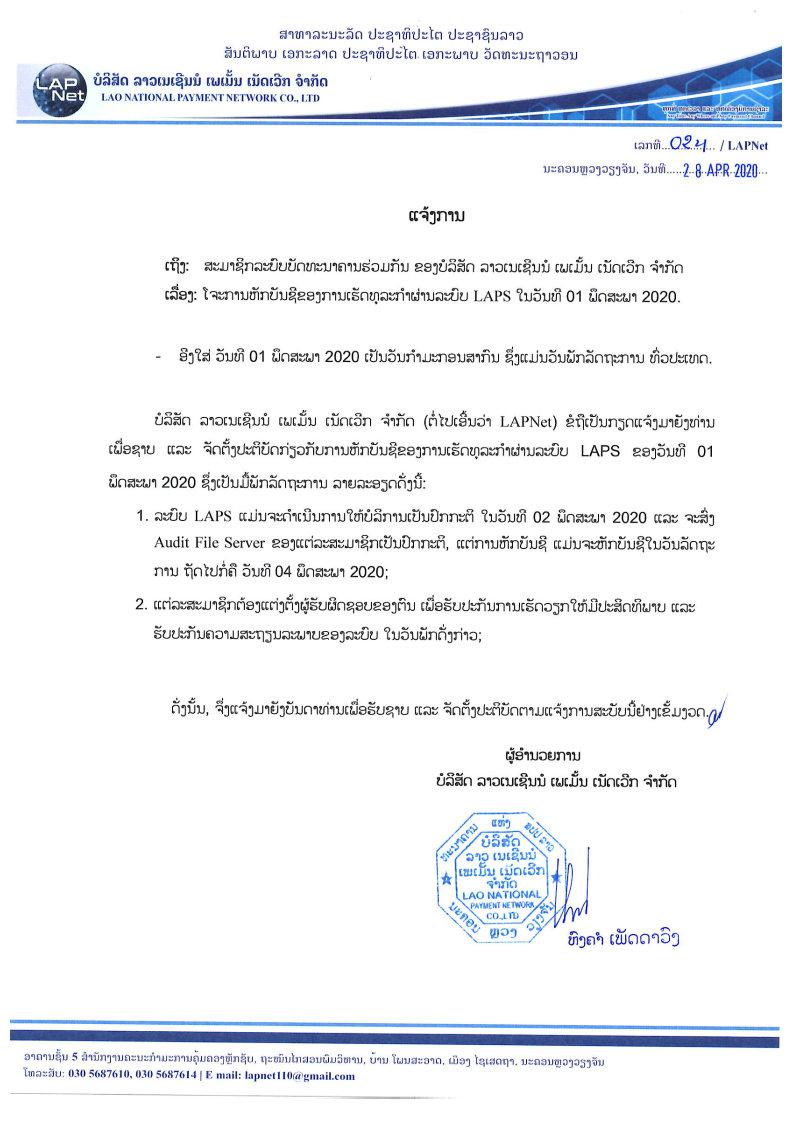 ສາທາລະນະລັດ ປະຊາທິປະໄຕ ປະຊາຊົນລາວ
ສັນຕິພາບ ເອກະລາດ ປະຊາທິປະໄຕ ເອກະພາບ ວັດທະນະຖາວອນ
LAP Net
ບໍລິສັດ ລາວເນເຊີນນໍ ເພເມັ້ນ ເນັດເວີກ ຈຳກັດ
LAO NATIONAL PAYMENT NETWORK CO., LTD
ເລກທີ...024.../ LAPNet
ນະຄອນຫຼວງວຽງຈັນ, ວັນທີ.....2 8 APR 2020...
ແຈ້ງການ
ເຖິງ: ສະມາຊິກລະບົບບັດທະນາຄານຮ່ວມກັນ ຂອງບໍລິສັດ ລາວເນເຊີນນໍ ເພເມັ້ນ ເນັດເວີກ ຈຳກັດ
ເລື່ອງ: ໂຈະການຫັກບັນຊີຂອງການເຮັດທຸລະກຳຜ່ານລະບົບ LAPS ໃນວັນທີ 01 ພຶດສະພາ 2020.
- ອີງໃສ່ ວັນທີ 01 ພຶດສະພາ 2020 ເປັນວັນກຳມະກອນສາກົນ ຊຶ່ງແມ່ນວັນພັກລັດຖະການ ທົ່ວປະເທດ.
ບໍລິສັດ ລາວເນເຊີນນໍ ເພເມັ້ນ ເນັດເວີກ ຈຳກັດ (ຕໍ່ໄປເອີ້ນວ່າ LAPNet) ຂໍຖືເປັນກຽດແຈ້ງມາຍັງທ່ານ
ເພື່ອຊາບ ແລະ ຈັດຕັ້ງປະຕິບັດກ່ຽວກັບການຫັກບັນຊີຂອງການເຮັດທຸລະກຳຜ່ານລະບົບ LAPS ຂອງວັນທີ 01
ພຶດສະພາ 2020 ຊຶ່ງເປັນມື້ພັກລັດຖະການ ລາຍລະອຽດດັ່ງນີ້:
1. ລະບົບ LAPS ແມ່ນຈະດຳເນີນການໃຫ້ບໍລິການເປັນປົກກະຕິ ໃນວັນທີ 02 ພຶດສະພາ 2020 ແລະ ຈະສົ່ງ
Audit File Server ຂອງແຕ່ລະສະມາຊິກເປັນປົກກະຕິ, ແຕ່ການຫັກບັນຊີ ແມ່ນຈະຫັກບັນຊີໃນວັນລັດຖະ
ການ ຖັດໄປກໍ່ຄື ວັນທີ 04 ພຶດສະພາ 2020;
2. ແຕ່ລະສະມາຊິກຕ້ອງແຕ່ງຕັ້ງຜູ້ຮັບຜິດຊອບຂອງຕົນ ເພື່ອຮັບປະກັນການເຮັດວຽກໃຫ້ມີປະສິດທິພາບ ແລະ
ຮັບປະກັນຄວາມສະຖຽນລະພາບຂອງລະບົບ ໃນວັນພັກດັ່ງກ່າວ;
ດັ່ງນັ້ນ, ຈຶ່ງແຈ້ງມາຍັງບັນດາທ່ານເພື່ອຮັບຊາບ ແລະ ຈັດຕັ້ງປະຕິບັດຕາມແຈ້ງການສະບັບນີ້ຢ່າງເຂັ້ມງວດ.
ຜູ້ອຳນວຍການ
ບໍລິສັດ ລາວເນເຊີນນໍ ເພເມັ້ນ ເນັດເວີກ ຈຳກັດ
ທະນາຄານ ແຫ່ງ ສປປ ລາວ
ບໍລິສັດ
ລາວ ເນເຊີນນໍ
ເພເມັ້ນ ເນັດເວີກ
ຈຳກັດ
LAO NATIONAL
PAYMENT NETWORK
CO.,LTD
ນະຄອນ ຫຼວງ ວຽງຈັນ
ທົງຄຳ ເພັດດາວົງ
ອາຄານຊັ້ນ 5 ສຳນັກງານຄະນະກຳມະການຄຸ້ມຄອງຫຼັກຊັບ, ຖະໜົນໄກສອນພົມວິຫານ, ບ້ານ ໂພນສະອາດ, ເມືອງ ໄຊເສດຖາ, ນະຄອນຫຼວງວຽງຈັນ
ໂທລະສັບ: 030 5687610, 030 5687614 | E mail: lapnet110@gmail.com